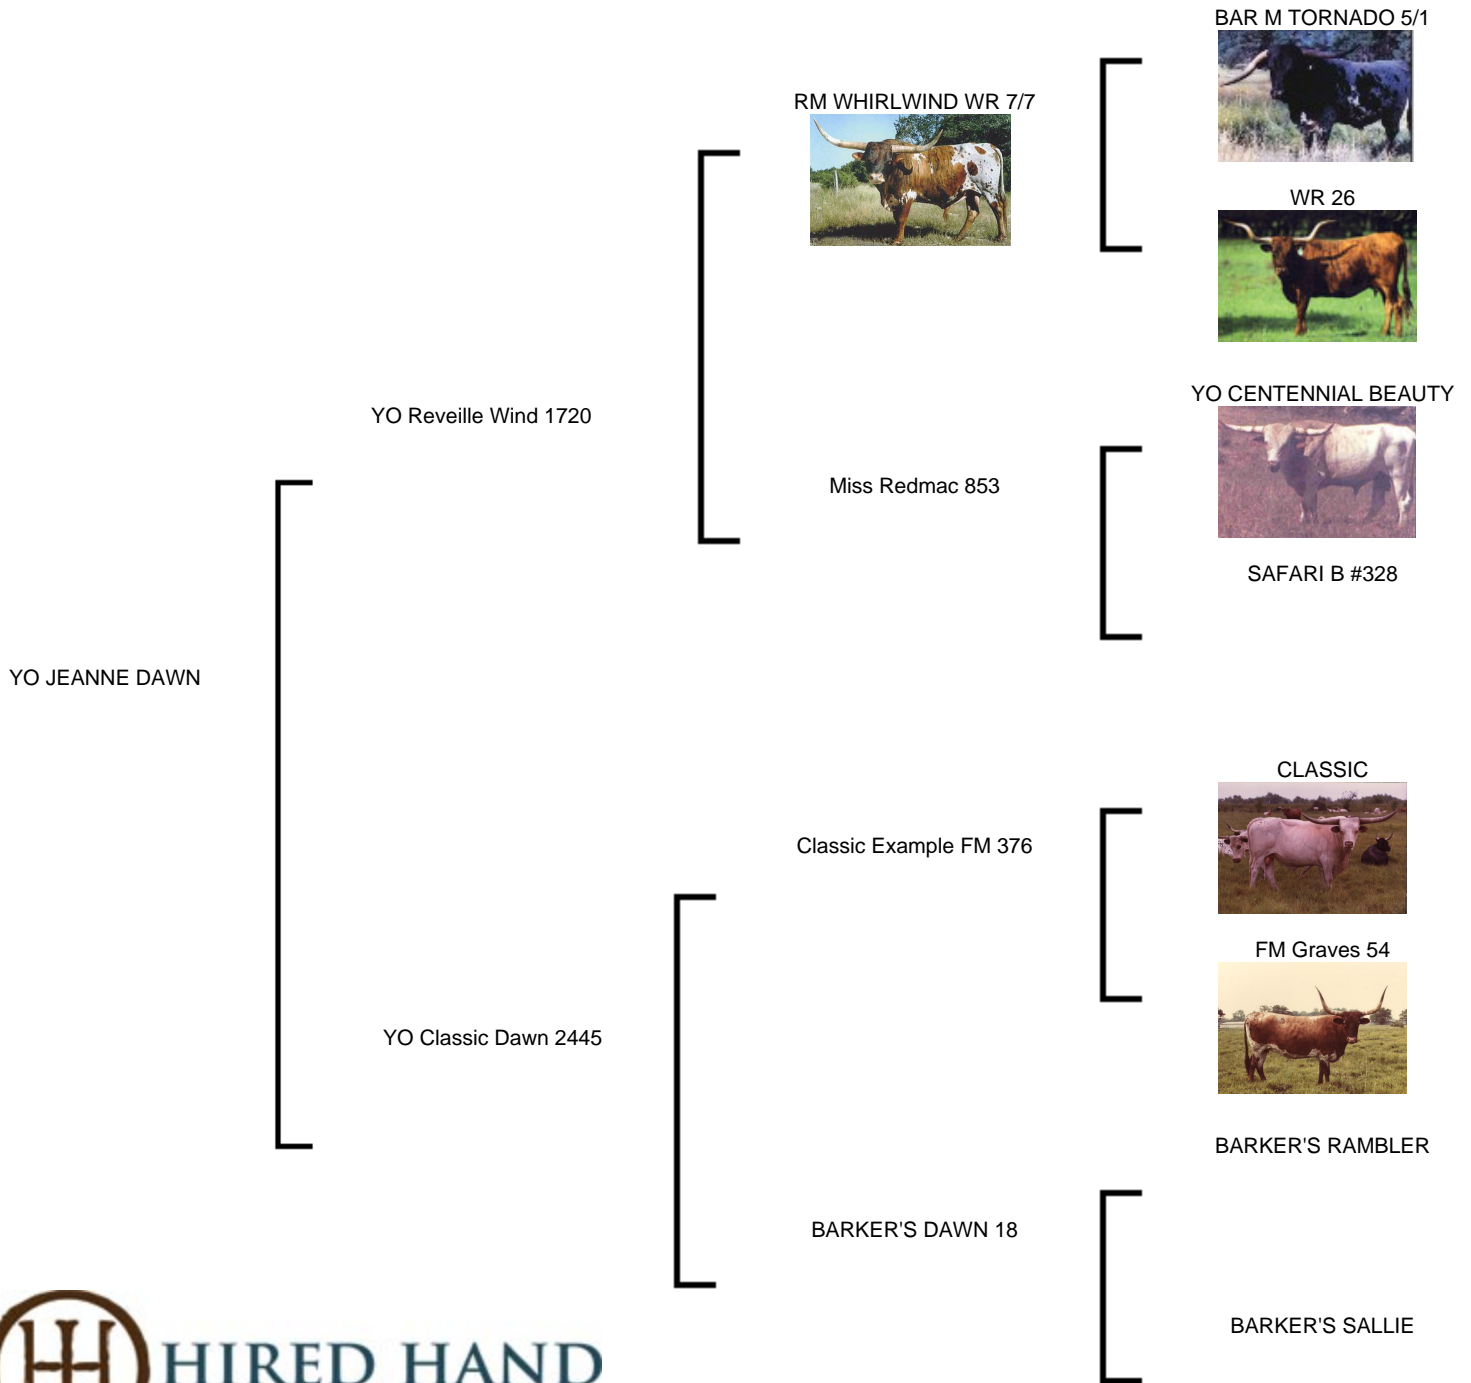 BAR M TORNADO 5/1
RM WHIRLWIND WR 7/7
WR 26
YO CENTENNIAL BEAUTY
YO Reveille Wind 1720
Miss Redmac 853
SAFARI B #328
YO JEANNE DAWN
CLASSIC
Classic Example FM 376
FM Graves 54
YO Classic Dawn 2445
BARKER'S RAMBLER
BARKER'S DAWN 18
BARKER'S SALLIE
HIRED HAND